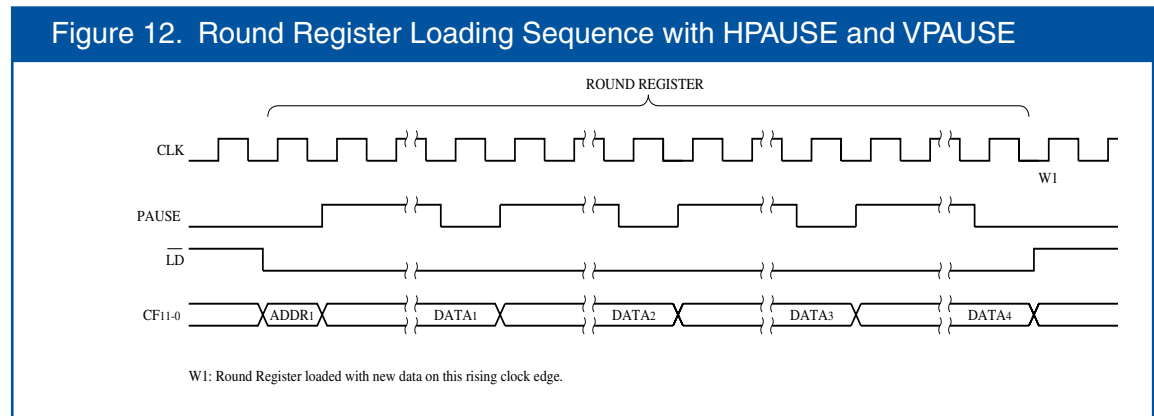 Figure 12. Round Register Loading Sequence with HPAUSE and VPAUSE
ROUND REGISTER
CLK
W1
PAUSE
LD
CF11-0
ADDR1
DATA1
DATA2
DATA3
DATA4
W1: Round Register loaded with new data on this rising clock edge.